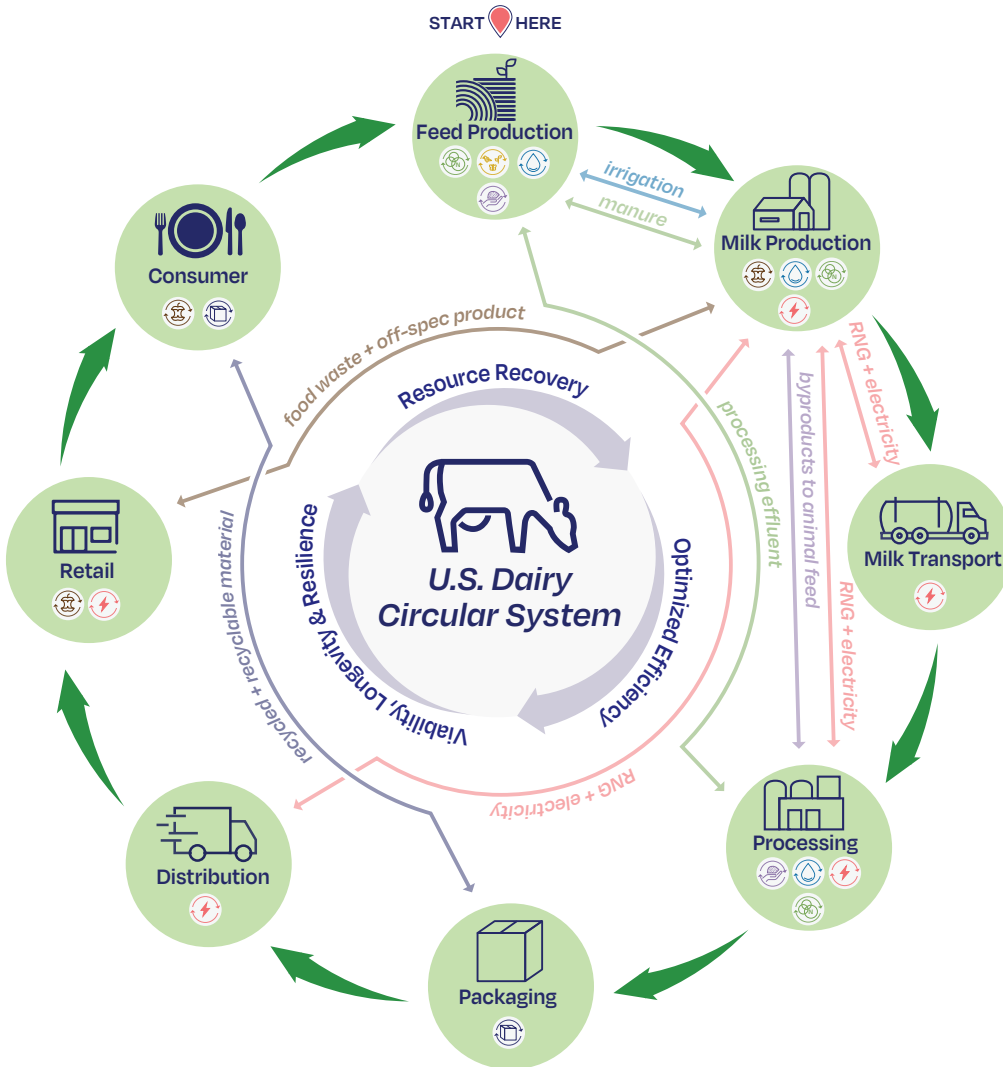 START HERE
Feed Production
irrigation
manure
Milk Production
RNG + electricity
Milk Transport
byproducts to animal feed
RNG + electricity
processing effluent
Processing
Packaging
RNG + electricity
Distribution
recycled + recyclable material
Retail
food waste + off-spec product
Consumer
Resource Recovery
Optimized Efficiency
Viability, Longevity & Resilience
U.S. Dairy
Circular System